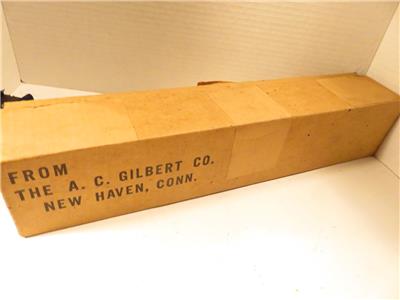 FROM
THE A. C. GILBERT CO.
NEW HAVEN, CONN.